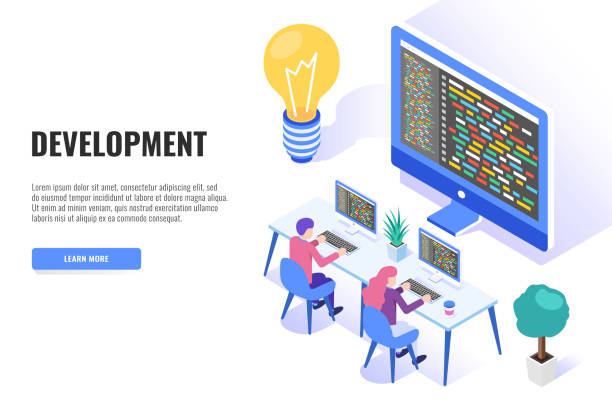 DEVELOPMENT
Lorem ipsum dolor sit amet, consectetur adipiscing elit,
sed do eiusmod tempor incididunt ut labore et dolore
magna aliqua. Ut enim ad minim veniam, quis nostrud
exercitation ullamco laboris nisi ut aliquip ex ea
commodo consequat.
LEARN MORE